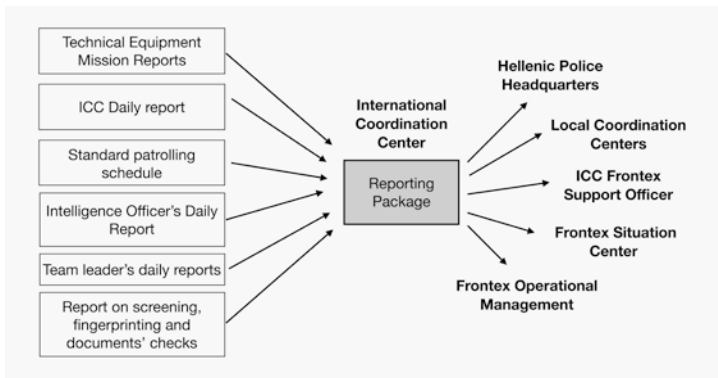 Technical Equipment
Mission Reports
ICC Daily report
Standard patrolling
schedule
Intelligence Officer's Daily
Report
Team leader's daily reports
Report on screening,
fingerprinting and
documents' checks
International
Coordination
Center
Reporting
Package
Hellenic Police
Headquarters
Local Coordination
Centers
ICC Frontex
Support Officer
Frontex Situation
Center
Frontex Operational
Management